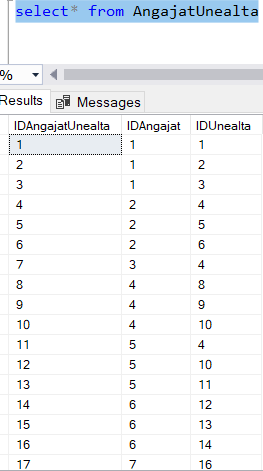 select* from AngajatUnealta
%
Results Messages
IDAngajatUnealta IDAngajat IDUnealta
1 1 1
2 1 2
3 1 3
4 2 4
5 2 5
6 2 6
7 3 4
8 4 8
9 4 9
10 4 10
11 5 4
12 5 10
13 5 11
14 6 12
15 6 13
16 6 14
17 7 16